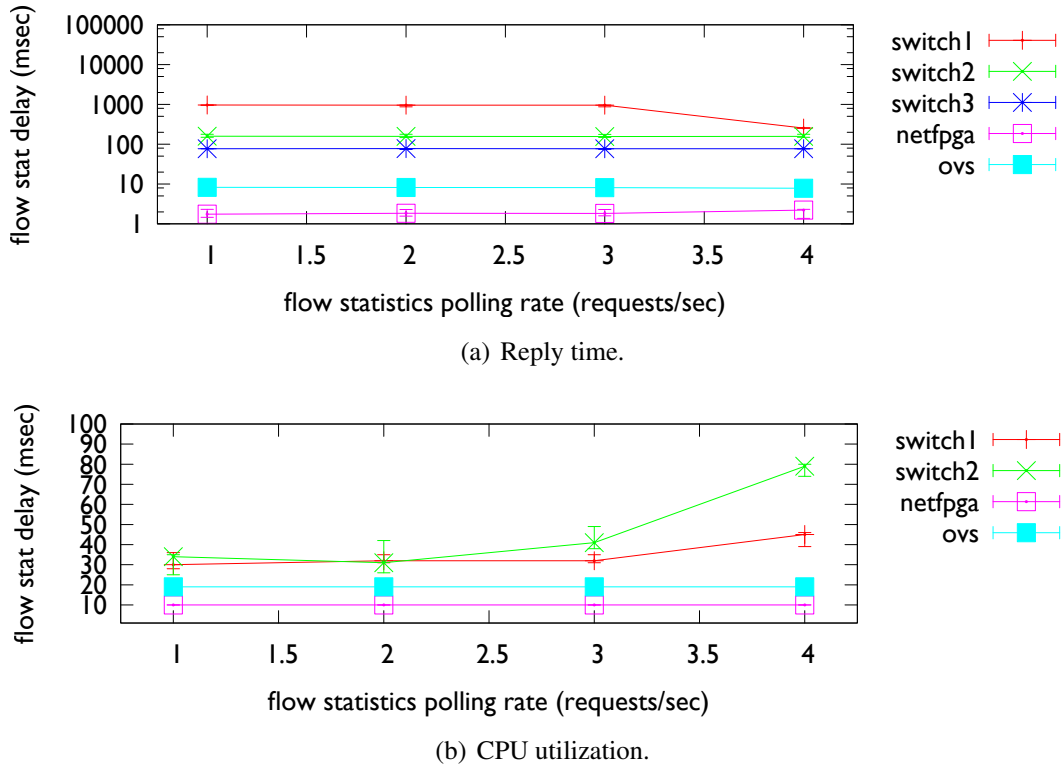 flow stat delay (msec)
100000
10000
1000
100
10
1
1 1.5 2 2.5 3 3.5 4
flow statistics polling rate (requests/sec)
switch1
switch2
switch3
netfpga
ovs
(a) Reply time.
flow stat delay (msec)
100
90
80
70
60
50
40
30
20
10
1 1.5 2 2.5 3 3.5 4
flow statistics polling rate (requests/sec)
switch1
switch2
netfpga
ovs
(b) CPU utilization.